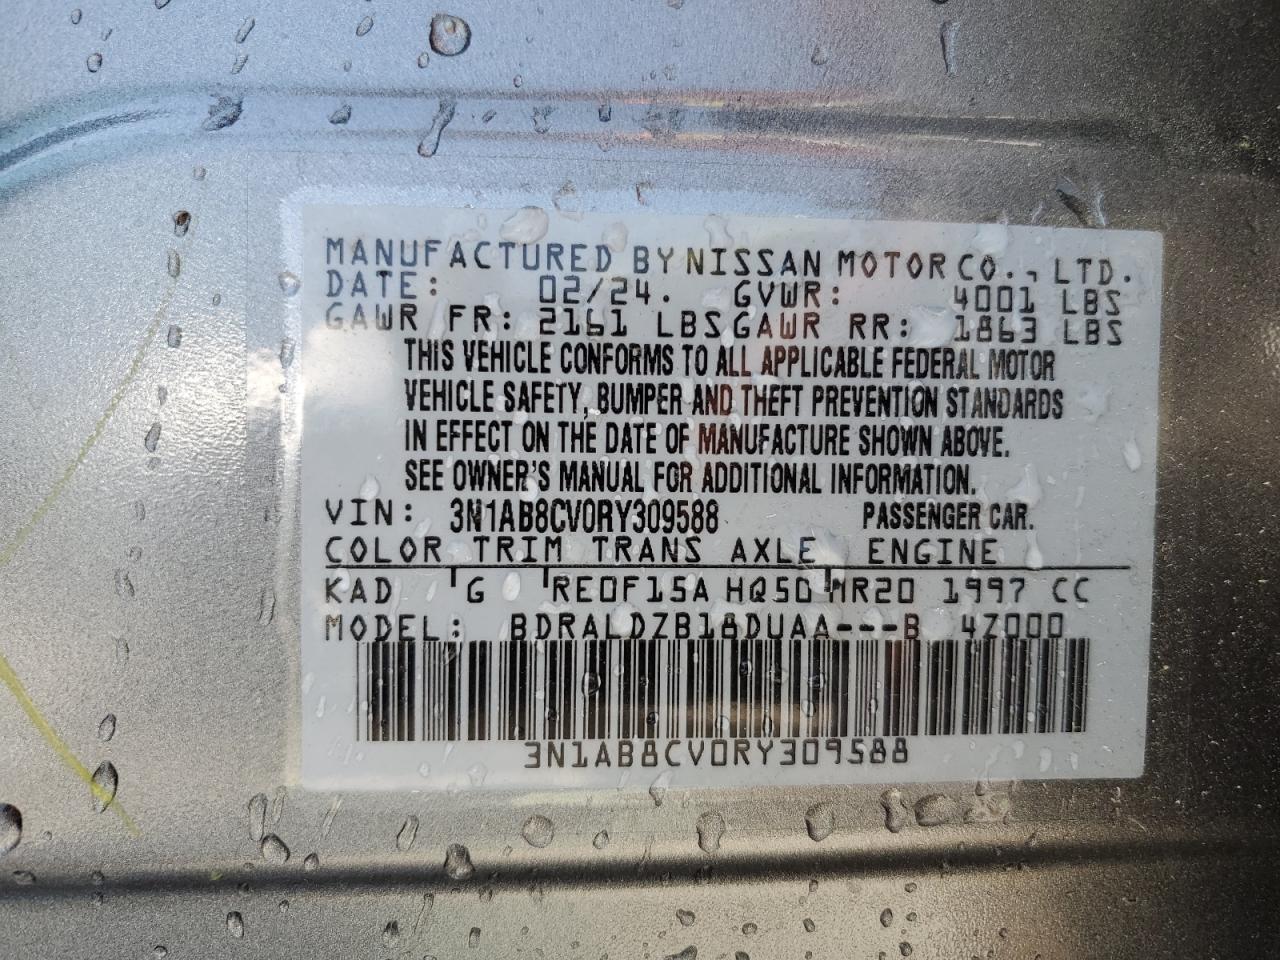 MANUFACTURED BY NISSAN MOTOR CO., LTD.
DATE: 02/24. GVWR: 4001 LBS
GAWR FR: 2161 LBS GAWR RR: 1863 LBS
THIS VEHICLE CONFORMS TO ALL APPLICABLE FEDERAL MOTOR
VEHICLE SAFETY, BUMPER AND THEFT PREVENTION STANDARDS
IN EFFECT ON THE DATE OF MANUFACTURE SHOWN ABOVE.
SEE OWNER'S MANUAL FOR ADDITIONAL INFORMATION.
VIN: 3N1AB8CV0RY309588 PASSENGER CAR.
COLOR TRIM TRANS AXLE ENGINE
KAD G RE0F15A HQ50 MR20 1997 CC
MODEL: BDRALDZB18DUAA---B 4Z000
3N1AB8CV0RY309588